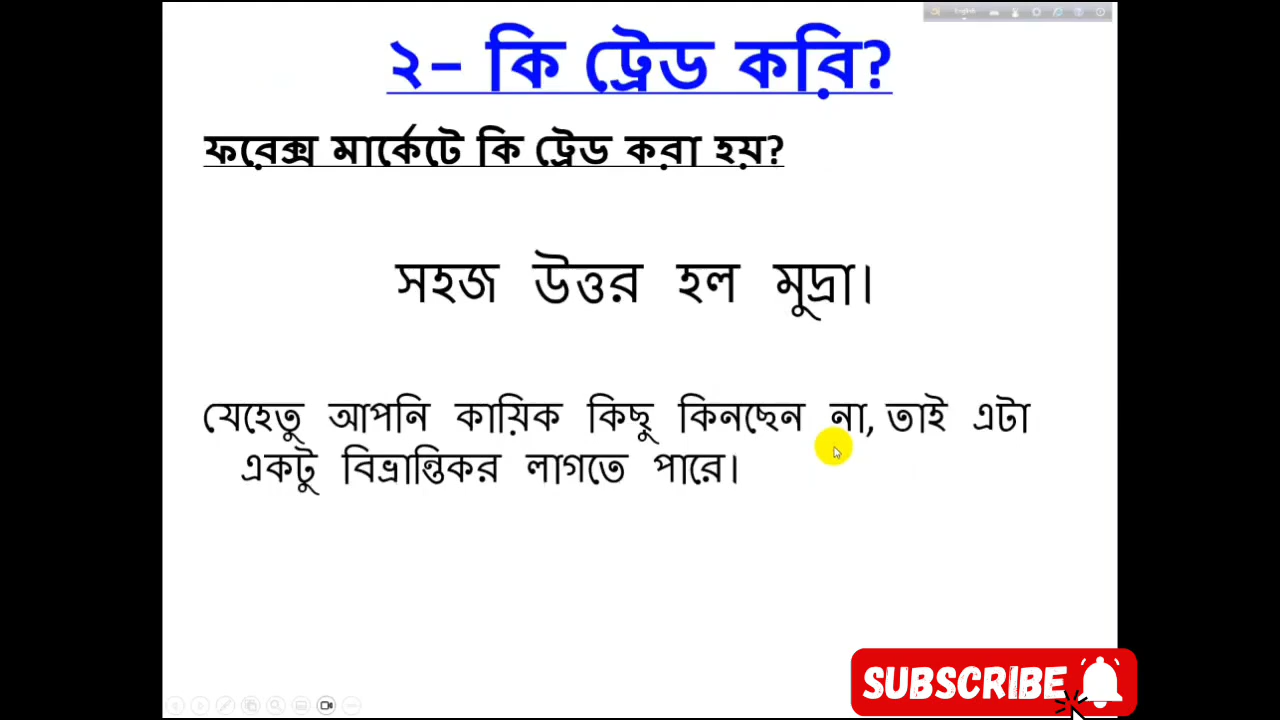 ২- কি ট্রেড করি?
ফরেক্স মার্কেটে কি ট্রেড করা হয়?
সহজ উত্তর হল মুদ্রা।
যেহেতু আপনি কায়িক কিছু কিনছেন না, তাই এটা
একটু বিভ্রান্তিকর লাগতে পারে।
SUBSCRIBE